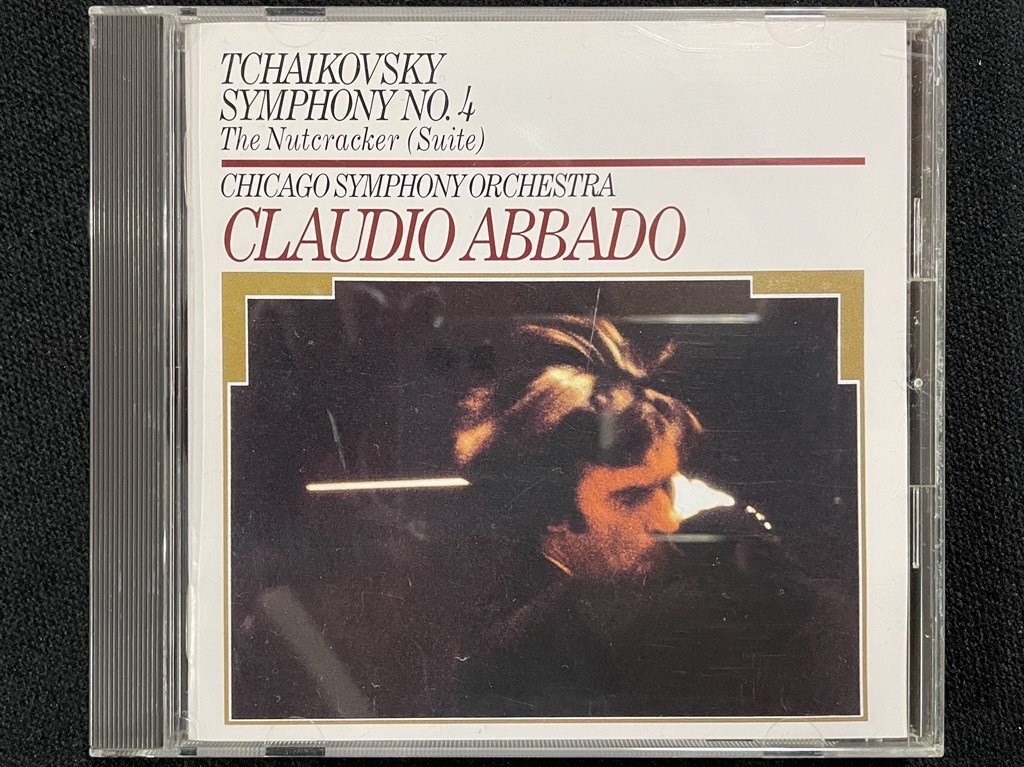 TCHAIKOVSKY
SYMPHONY NO. 4
The Nutcracker (Suite)
CHICAGO SYMPHONY ORCHESTRA
CLAUDIO ABBADO